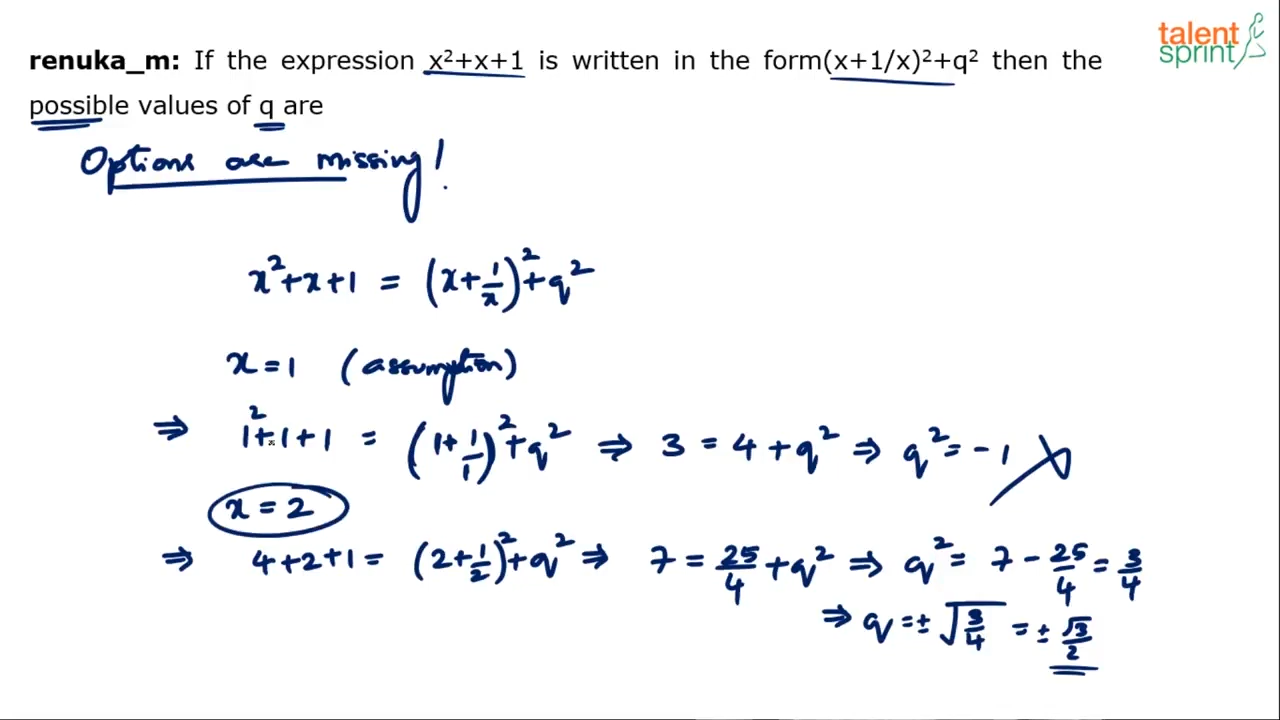 talent
sprint
renuka_m: If the expression x²+x+1 is written in the form(x+1/x)²+q² then the
possible values of q are
Options are missing!
x²+x+1 = (x+1/x)²+q²
x=1 (assumption)
⇒ 1²+1+1 = (1+1/1)²+q² ⇒ 3 = 4+q² ⇒ q²=-1
x=2
⇒ 4+2+1= (2+1/2)²+q² ⇒ 7 = 25/4+q² ⇒ q²= 7-25/4=3/4
⇒ q=±√3/4 = ±√3/2